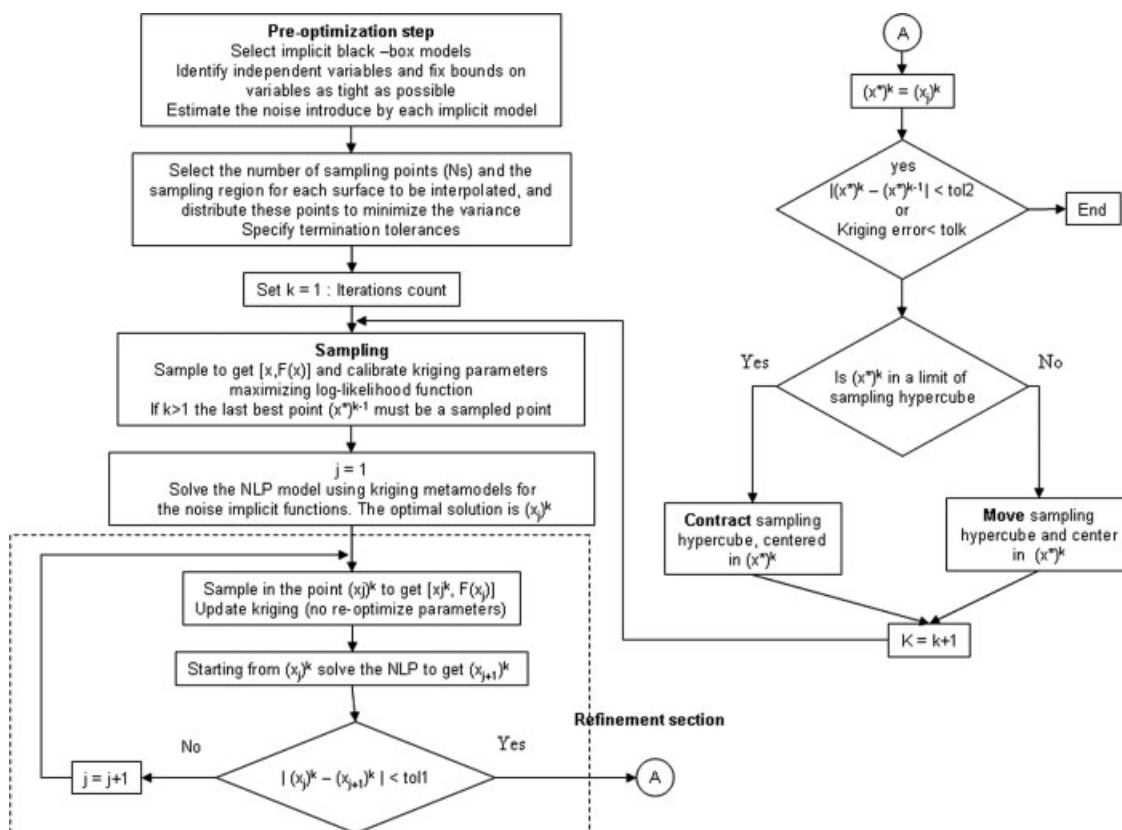 Pre-optimization step
Select implicit black –box models
Identify independent variables and fix bounds on
variables as tight as possible
Estimate the noise introduce by each implicit model
Select the number of sampling points (Ns) and the
sampling region for each surface to be interpolated, and
distribute these points to minimize the variance
Specify termination tolerances
Set k = 1 : Iterations count
Sampling
Sample to get [x,F(x)] and calibrate kriging parameters
maximizing log-likelihood function
If k>1 the last best point (x*)ᵏ⁻¹ must be a sampled point
j = 1
Solve the NLP model using kriging metamodels for
the noise implicit functions. The optimal solution is (xⱼ)ᵏ
Sample in the point (xj)ᵏ to get [xjᵏ, F(xⱼ)]
Update kriging (no re-optimize parameters)
Starting from (xⱼ)ᵏ solve the NLP to get (xⱼ₊₁)ᵏ
Refinement section
No
Yes
j = j+1
| (xⱼ)ᵏ – (xⱼ₊₁)ᵏ | < tol1
A
A
(x*)ᵏ = (xⱼ)ᵏ
yes
|(x*)ᵏ – (x*)ᵏ⁻¹| < tol2
or
Kriging error< tolk
End
Yes
No
Is (x*)ᵏ in a limit of
sampling hypercube
Contract sampling
hypercube, centered
in (x*)ᵏ
Move sampling
hypercube and center
in (x*)ᵏ
K = k+1